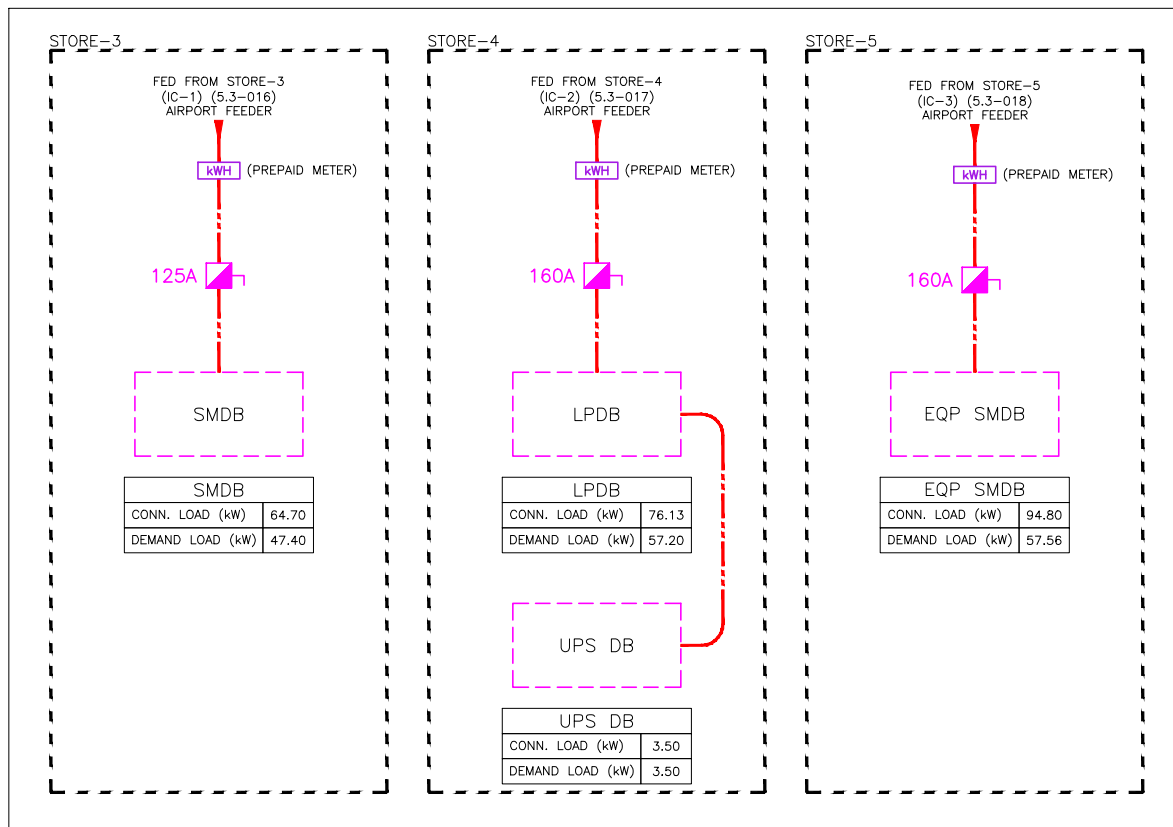 STORE-3
FED FROM STORE-3
(IC-1) (5.3-016)
AIRPORT FEEDER
kWH (PREPAID METER)
125A
SMDB
SMDB
CONN. LOAD (kW) 64.70
DEMAND LOAD (kW) 47.40
STORE-4
FED FROM STORE-4
(IC-2) (5.3-017)
AIRPORT FEEDER
kWH (PREPAID METER)
160A
LPDB
LPDB
CONN. LOAD (kW) 76.13
DEMAND LOAD (kW) 57.20
UPS DB
UPS DB
CONN. LOAD (kW) 3.50
DEMAND LOAD (kW) 3.50
STORE-5
FED FROM STORE-5
(IC-3) (5.3-018)
AIRPORT FEEDER
kWH (PREPAID METER)
160A
EQP SMDB
EQP SMDB
CONN. LOAD (kW) 94.80
DEMAND LOAD (kW) 57.56